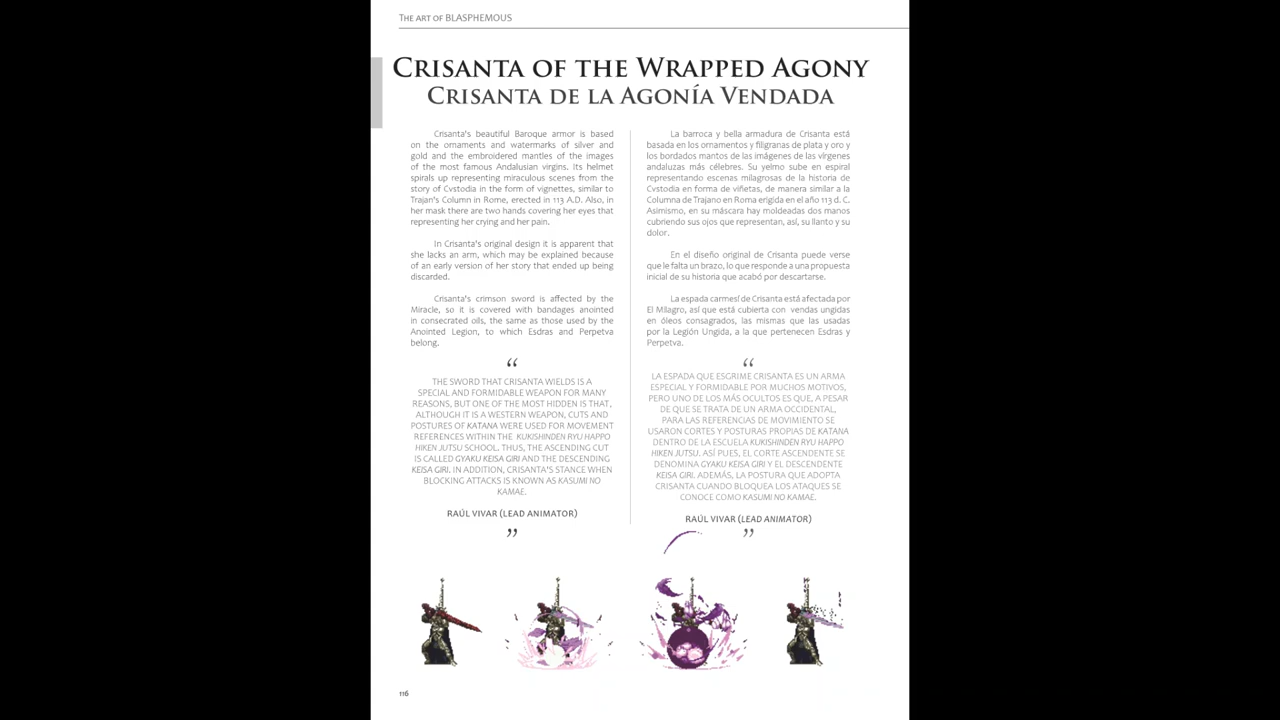 THE ART OF BLASPHEMOUS
CRISANTA OF THE WRAPPED AGONY
CRISANTA DE LA AGONÍA VENDADA
Crisanta's beautiful Baroque armor is based
on the ornaments and watermarks of silver and
gold and the embroidered mantles of the images
of the most famous Andalusian virgins. Its helmet
spirals up representing miraculous scenes from the
story of Cvstodia in the form of vignettes, similar to
Trajan's Column in Rome, erected in 113 A.D. Also, in
her mask there are two hands covering her eyes that
representing her crying and her pain.
In Crisanta's original design it is apparent that
she lacks an arm, which may be explained because
of an early version of her story that ended up being
discarded.
Crisanta's crimson sword is affected by the
Miracle, so it is covered with bandages anointed
in consecrated oils, the same as those used by the
Anointed Legion, to which Esdras and Perpetva
belong.
“
THE SWORD THAT CRISANTA WIELDS IS A
SPECIAL AND FORMIDABLE WEAPON FOR MANY
REASONS, BUT ONE OF THE MOST HIDDEN IS THAT,
ALTHOUGH IT IS A WESTERN WEAPON, CUTS AND
POSTURES OF KATANA WERE USED FOR MOVEMENT
REFERENCES WITHIN THE KUKISHINDEN RYU HAPPO
HIKEN JUTSU SCHOOL. THUS, THE ASCENDING CUT
IS CALLED GYAKU KEISA GIRI AND THE DESCENDING
KEISA GIRI. IN ADDITION, CRISANTA'S STANCE WHEN
BLOCKING ATTACKS IS KNOWN AS KASUMI NO
KAMAE.
RAÚL VIVAR (LEAD ANIMATOR)
”
La barroca y bella armadura de Crisanta está
basada en los ornamentos y filigranas de plata y oro y
los bordados mantos de las imágenes de las vírgenes
andaluzas más célebres. Su yelmo sube en espiral
representando escenas milagrosas de la historia de
Cvstodia en forma de viñetas, de manera similar a la
Columna de Trajano en Roma erigida en el año 113 d. C.
Asimismo, en su máscara hay moldeadas dos manos
cubriendo sus ojos que representan, así, su llanto y su
dolor.
En el diseño original de Crisanta puede verse
que le falta un brazo, lo que responde a una propuesta
inicial de su historia que acabó por descartarse.
La espada carmesí de Crisanta está afectada por
El Milagro, así que está cubierta con vendas ungidas
en óleos consagrados, las mismas que las usadas
por la Legión Ungida, a la que pertenecen Esdras y
Perpetva.
“
LA ESPADA QUE ESGRIME CRISANTA ES UN ARMA
ESPECIAL Y FORMIDABLE POR MUCHOS MOTIVOS,
PERO UNO DE LOS MÁS OCULTOS ES QUE, A PESAR
DE QUE SE TRATA DE UN ARMA OCCIDENTAL,
PARA LAS REFERENCIAS DE MOVIMIENTO SE
USARON CORTES Y POSTURAS PROPIAS DE KATANA
DENTRO DE LA ESCUELA KUKISHINDEN RYU HAPPO
HIKEN JUTSU. ASÍ PUES, EL CORTE ASCENDENTE SE
DENOMINA GYAKU KEISA GIRI Y EL DESCENDENTE
KEISA GIRI. ADEMÁS, LA POSTURA QUE ADOPTA
CRISANTA CUANDO BLOQUEA LOS ATAQUES SE
CONOCE COMO KASUMI NO KAMAE.
RAÚL VIVAR (LEAD ANIMATOR)
”
116